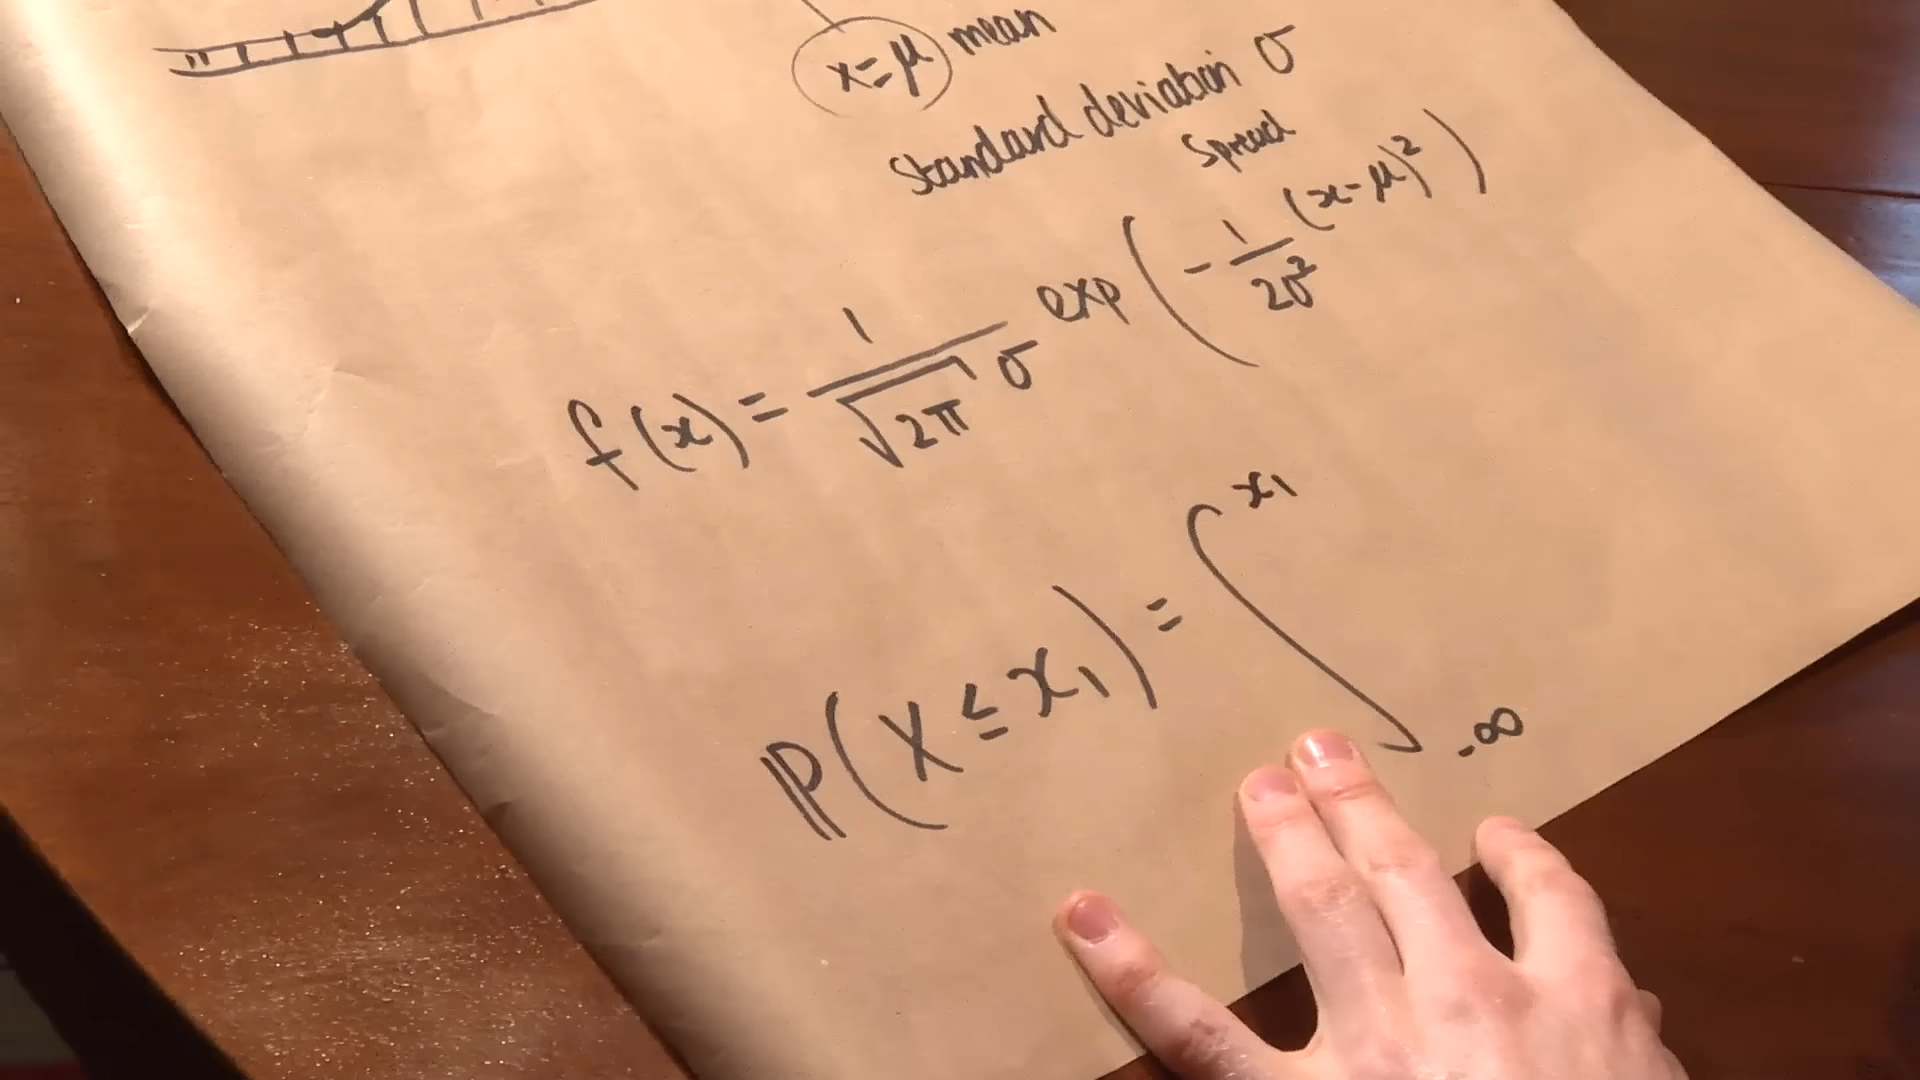 x=μ mean
Standard deviation σ
Spread
f(x) = 1/(√2π σ) exp(-1/(2σ²) (x-μ)²)
ℙ(X ≤ x₁) = ∫_{-∞}^{x₁}